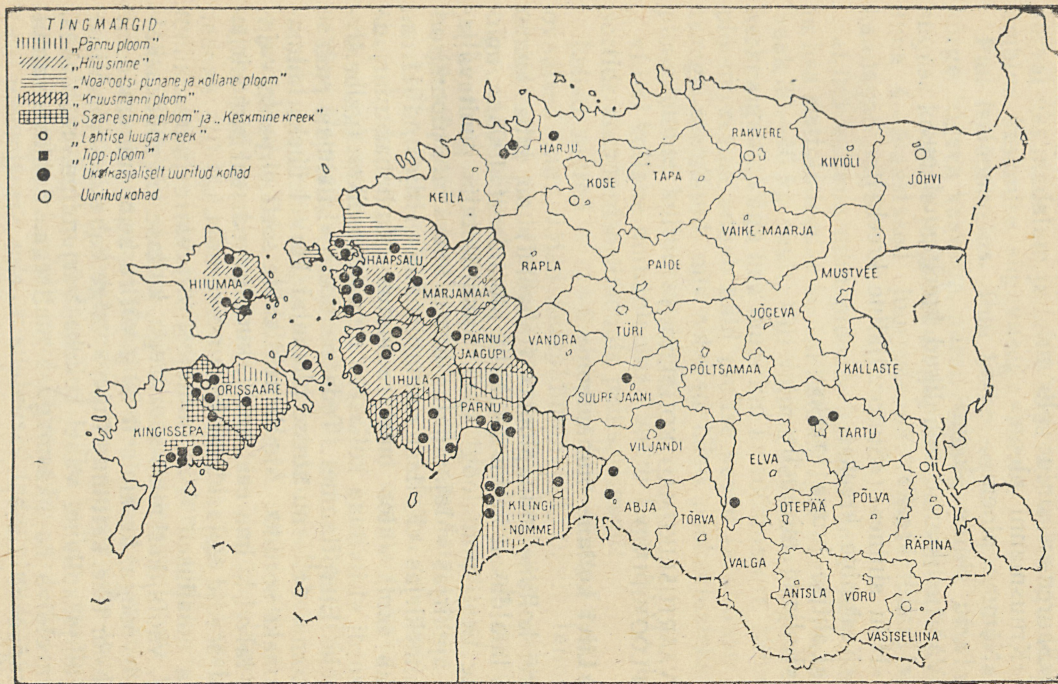 TINGMÄRGID
„Pärnu ploom"
„Hiiu sinine"
„Noarootsi punane ja kollane ploom"
„Kruusmanni ploom"
„Saare sinine ploom" ja „Keskmine kreek"
„Lahtise luuga kreek"
„Tipp-ploom"
Üksikasjaliselt uuritud kohad
Uuritud kohad
HARJU
RAKVERE
KIVIÕLI
JÕHVI
KEILA
KOSE
TAPA
VÄIKE-MAARJA
HAAPSALU
RAPLA
PAIDE
MUSTVEE
HIIUMAA
MÄRJAMAA
JÕGEVA
VÄNDRA
TÜRI
PÄRNU
JAAGUPI
PÕLTSAMAA
KALLASTE
LIHULA
ORISSAARE
SUURE-JAANI
PÄRNU
KINGISSEPA
VILJANDI
TARTU
ELVA
KILINGI
NÕMME
ABJA
TÕRVA
OTEPÄÄ
PÕLVA
RÄPINA
VALGA
ANTSLA
VÕRU
VASTSELIINA